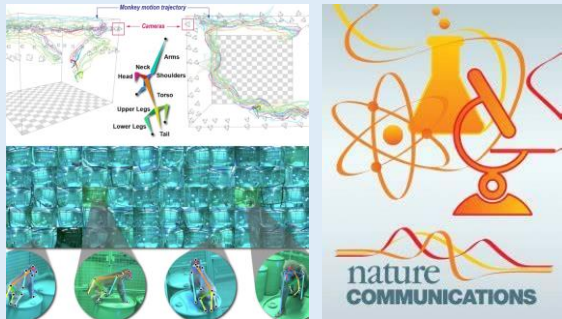 Monkey motion trajectory
Cameras
Arms
Neck
Head
Shoulders
Torso
Upper Legs
Lower Legs
Tail
nature
COMMUNICATIONS